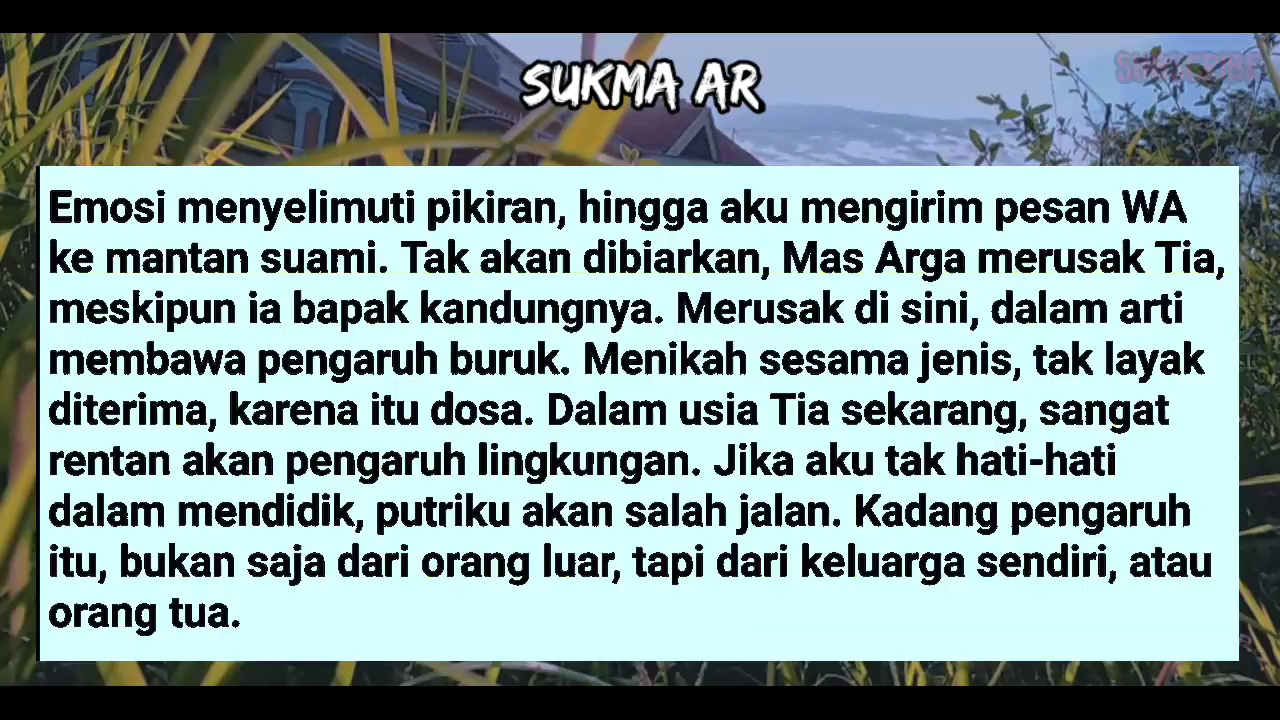 SUKMA AR
Emosi menyelimuti pikiran, hingga aku mengirim pesan WA
ke mantan suami. Tak akan dibiarkan, Mas Arga merusak Tia,
meskipun ia bapak kandungnya. Merusak di sini, dalam arti
membawa pengaruh buruk. Menikah sesama jenis, tak layak
diterima, karena itu dosa. Dalam usia Tia sekarang, sangat
rentan akan pengaruh lingkungan. Jika aku tak hati-hati
dalam mendidik, putriku akan salah jalan. Kadang pengaruh
itu, bukan saja dari orang luar, tapi dari keluarga sendiri, atau
orang tua.